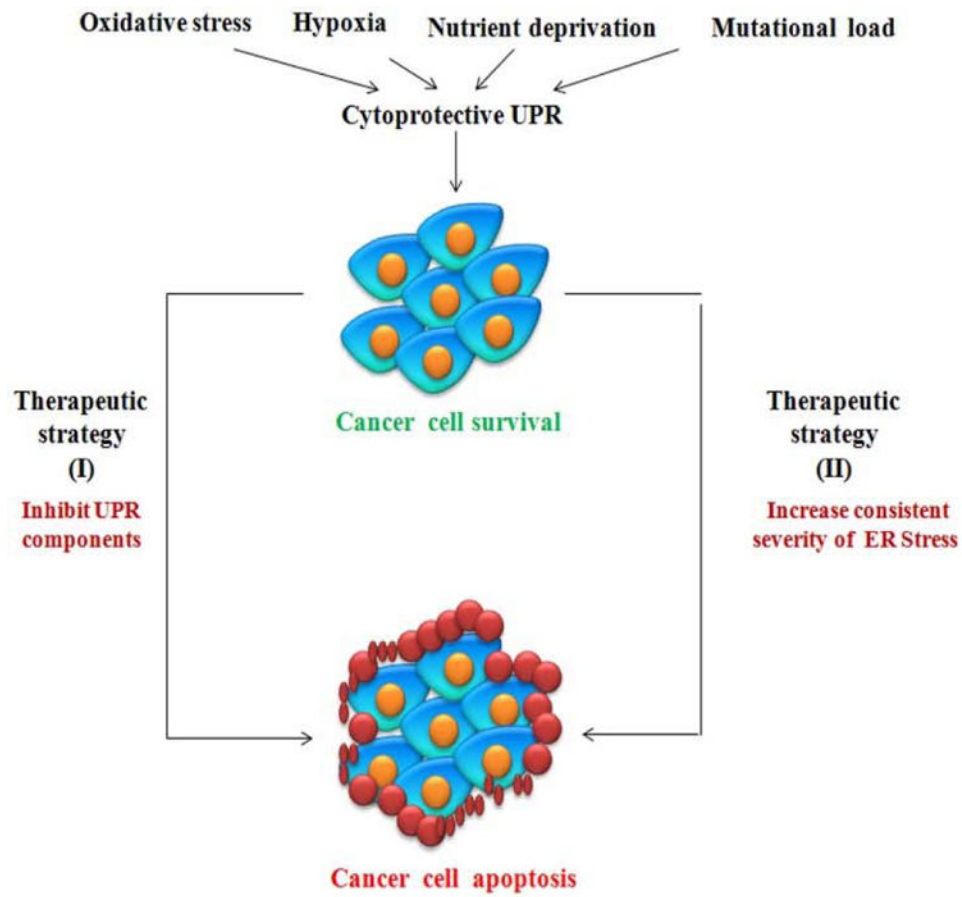 Oxidative stress
Hypoxia
Nutrient deprivation
Mutational load
Cytoprotective UPR
Cancer cell survival
Therapeutic
strategy
(I)
Inhibit UPR
components
Therapeutic
strategy
(II)
Increase consistent
severity of ER Stress
Cancer cell apoptosis